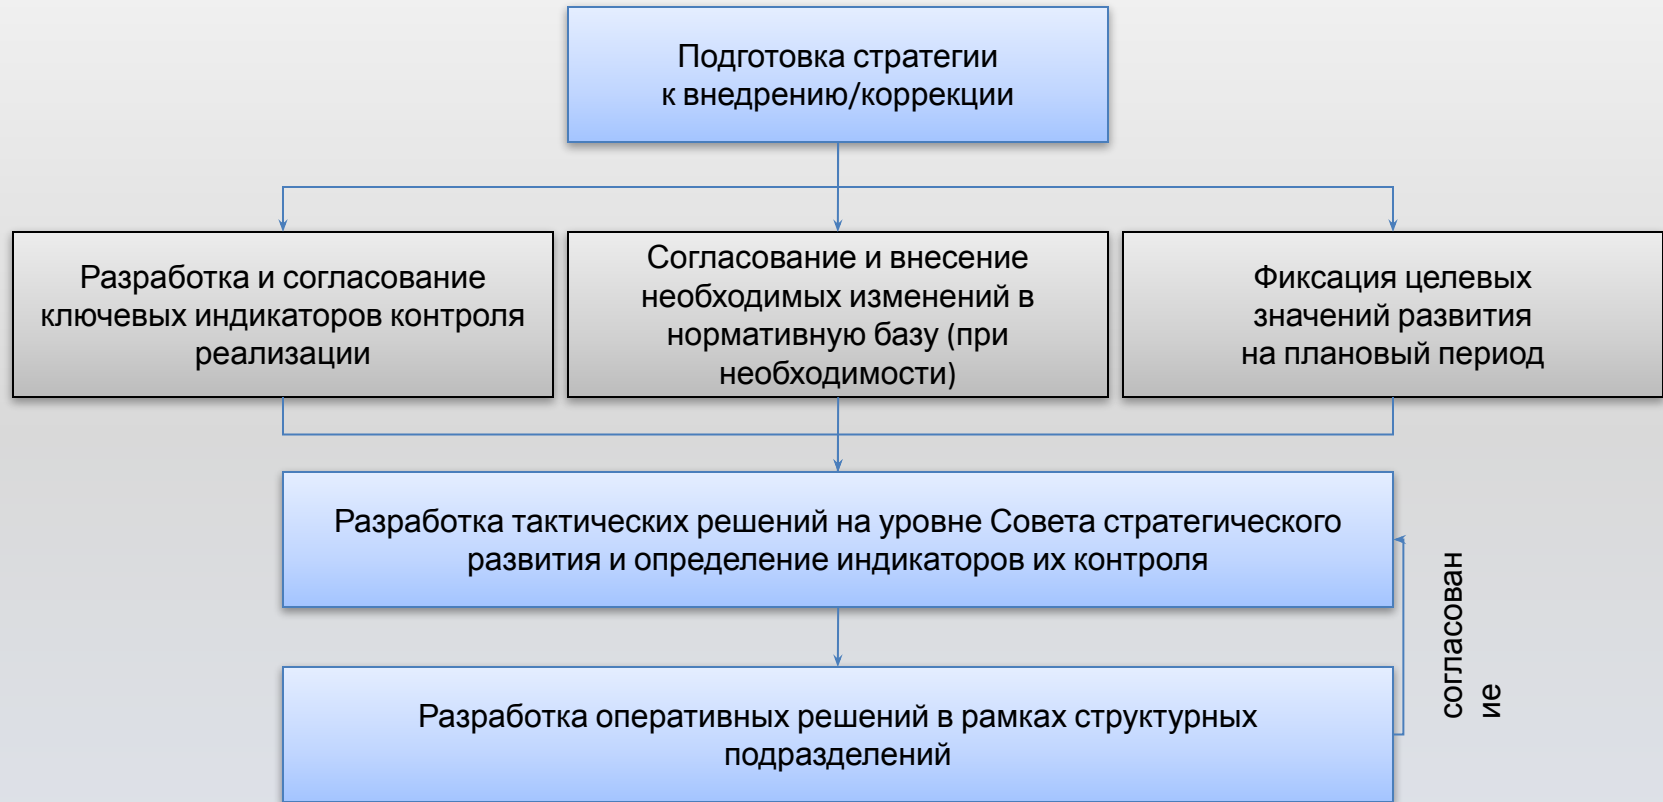 Подготовка стратегии
к внедрению/коррекции
Разработка и согласование
ключевых индикаторов контроля
реализации
Согласование и внесение
необходимых изменений в
нормативную базу (при
необходимости)
Фиксация целевых
значений развития
на плановый период
Разработка тактических решений на уровне Совета стратегического
развития и определение индикаторов их контроля
согласован
ие
Разработка оперативных решений в рамках структурных
подразделений